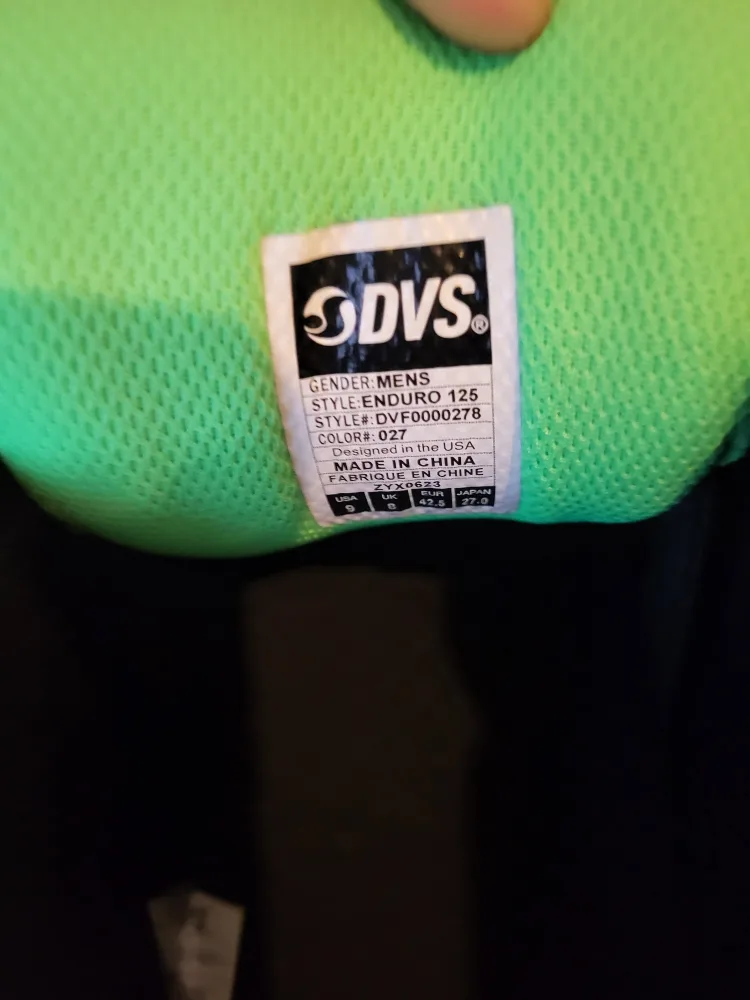 DVS®
GENDER: MENS
STYLE: ENDURO 125
STYLE#: DVF0000278
COLOR#: 027
Designed in the USA
MADE IN CHINA
FABRIQUE EN CHINE
ZYX0623
USA UK EUR JAPAN
9 8 42.5 27.0